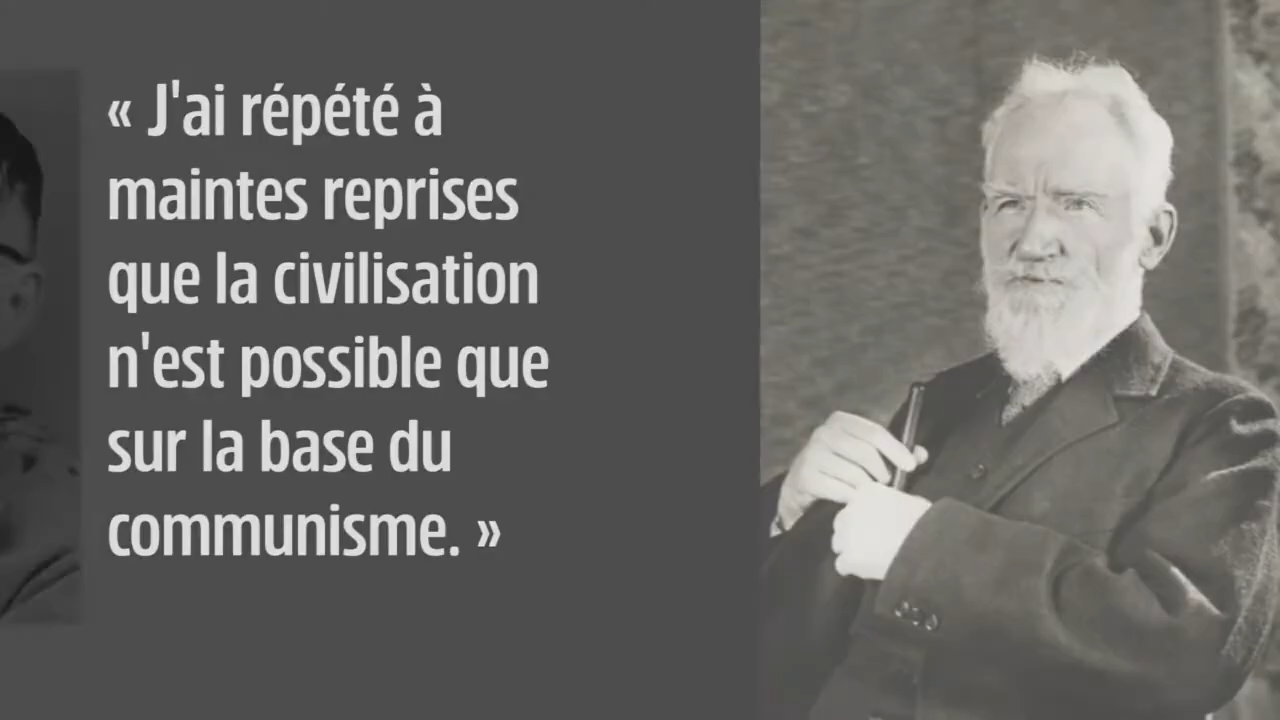 « J'ai répété à
maintes reprises
que la civilisation
n'est possible que
sur la base du
communisme. »